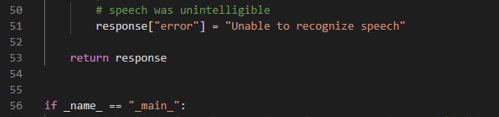 50 # speech was unintelligible
51 response["error"] = "Unable to recognize speech"
52
53 return response
54
55
56 if _name_ == "_main_":